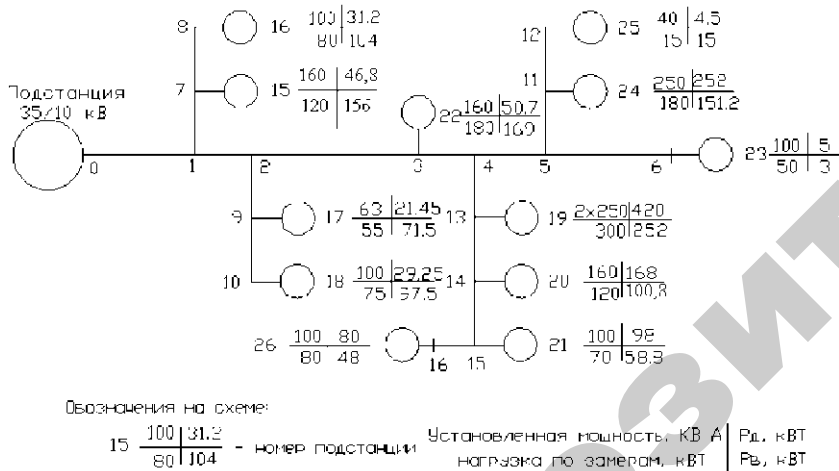 8
16 100 31.2
80 104
12
25 40 4.5
15 15
Подстанция
35/10 кВ
7
15 160 46,8
120 156
11
24 250 252
180 151.2
22 160 50.7
180 169
0 1 2 3 4 5 6
23 100 5
50 3
9
17 63 21.45
55 71.5
13
19 2х250 420
300 252
10
18 100 29.25
75 97.5
14
20 160 168
120 100,8
26 100 80
80 48
16 15
21 100 98
70
Обозначения на схеме:
15 100 31.2
80 104
- номер подстанции
Установленная мощность, КВ А Рд, кВТ
нагрузка по замерам, кВТ Рв, кВТ
ЗИТ